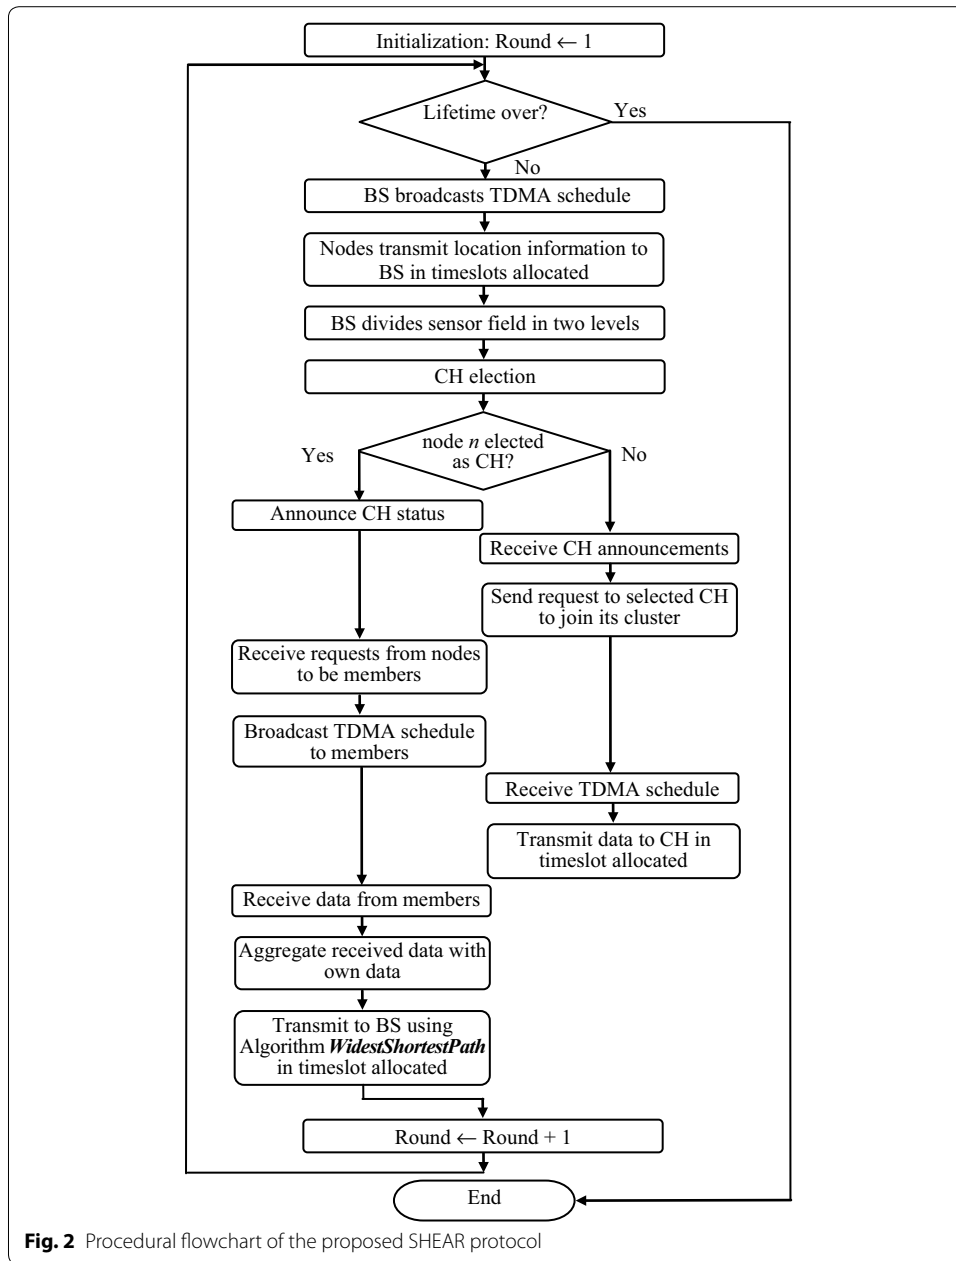 Initialization: Round ← 1
Lifetime over?
Yes
No
BS broadcasts TDMA schedule
Nodes transmit location information to
BS in timeslots allocated
BS divides sensor field in two levels
CH election
node n elected
as CH?
Yes
No
Announce CH status
Receive CH announcements
Send request to selected CH
to join its cluster
Receive requests from nodes
to be members
Broadcast TDMA schedule
to members
Receive TDMA schedule
Transmit data to CH in
timeslot allocated
Receive data from members
Aggregate received data with
own data
Transmit to BS using
Algorithm WidestShortestPath
in timeslot allocated
Round ← Round + 1
End
Fig. 2 Procedural flowchart of the proposed SHEAR protocol